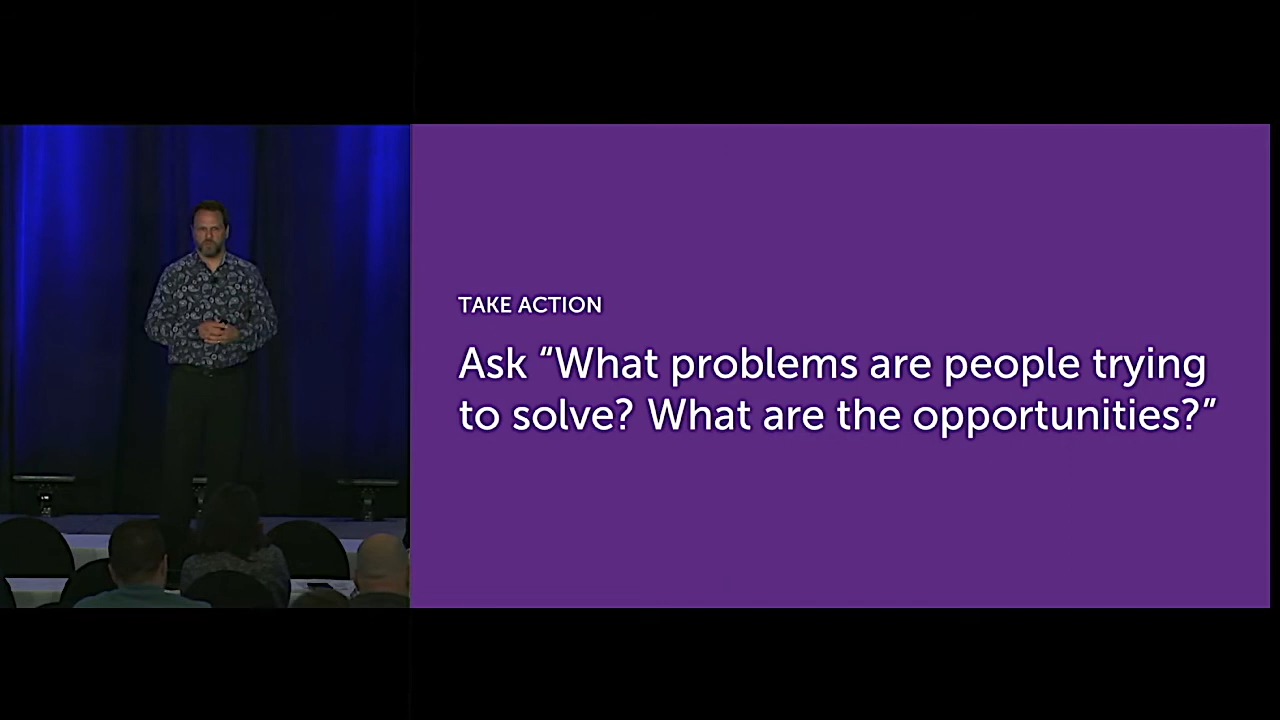 TAKE ACTION
Ask “What problems are people trying
to solve? What are the opportunities?”